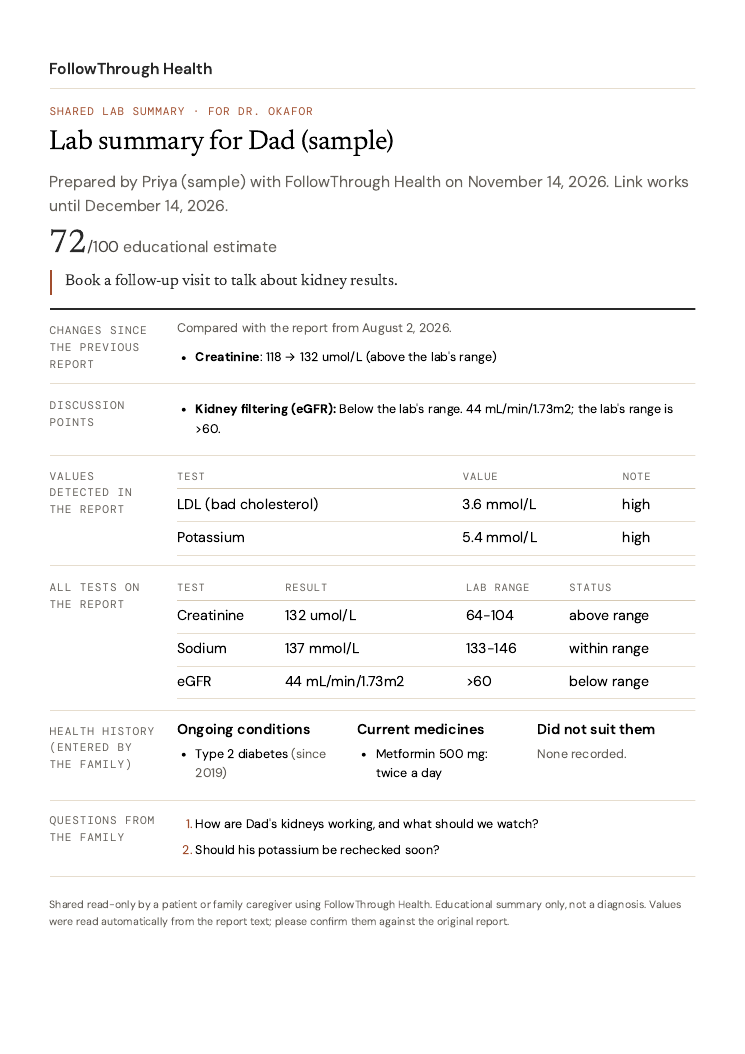 FollowThrough Health
SHARED LAB SUMMARY · FOR DR. OKAFOR
Lab summary for Dad (sample)
Prepared by Priya (sample) with FollowThrough Health on November 14, 2026. Link works
until December 14, 2026.
72/100 educational estimate
Book a follow-up visit to talk about kidney results.
CHANGES SINCE
THE PREVIOUS
REPORT
Compared with the report from August 2, 2026.
• Creatinine: 118 → 132 umol/L (above the lab's range)
DISCUSSION
POINTS
• Kidney filtering (eGFR): Below the lab's range. 44 mL/min/1.73m2; the lab's range is
>60.
VALUES
DETECTED IN
THE REPORT
TEST VALUE NOTE
LDL (bad cholesterol) 3.6 mmol/L high
Potassium 5.4 mmol/L high
ALL TESTS ON
THE REPORT
TEST RESULT LAB RANGE STATUS
Creatinine 132 umol/L 64-104 above range
Sodium 137 mmol/L 133-146 within range
eGFR 44 mL/min/1.73m2 >60 below range
HEALTH HISTORY
(ENTERED BY
THE FAMILY)
Ongoing conditions
• Type 2 diabetes (since
2019)
Current medicines
• Metformin 500 mg:
twice a day
Did not suit them
None recorded.
QUESTIONS FROM
THE FAMILY
1. How are Dad's kidneys working, and what should we watch?
2. Should his potassium be rechecked soon?
Shared read-only by a patient or family caregiver using FollowThrough Health. Educational summary only, not a diagnosis. Values
were read automatically from the report text; please confirm them against the original report.